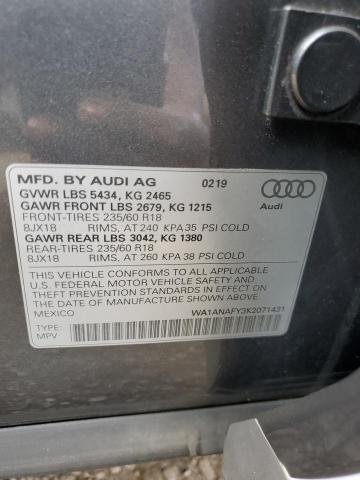 MFD. BY AUDI AG 0219
GVWR LBS 5434, KG 2465
GAWR FRONT LBS 2679, KG 1215
FRONT-TIRES 235/60 R18
8JX18 RIMS, AT 240 KPA 35 PSI COLD
GAWR REAR LBS 3042, KG 1380
REAR-TIRES 235/60 R18
8JX18 RIMS, AT 260 KPA 38 PSI COLD
Audi
THIS VEHICLE CONFORMS TO ALL APPLICABLE
U.S. FEDERAL MOTOR VEHICLE SAFETY, BUMPER, AND
THEFT PREVENTION STANDARDS IN EFFECT ON
THE DATE OF MANUFACTURE SHOWN ABOVE.
MEXICO WA1ANAFY3K2071431
TYPE:
MPV